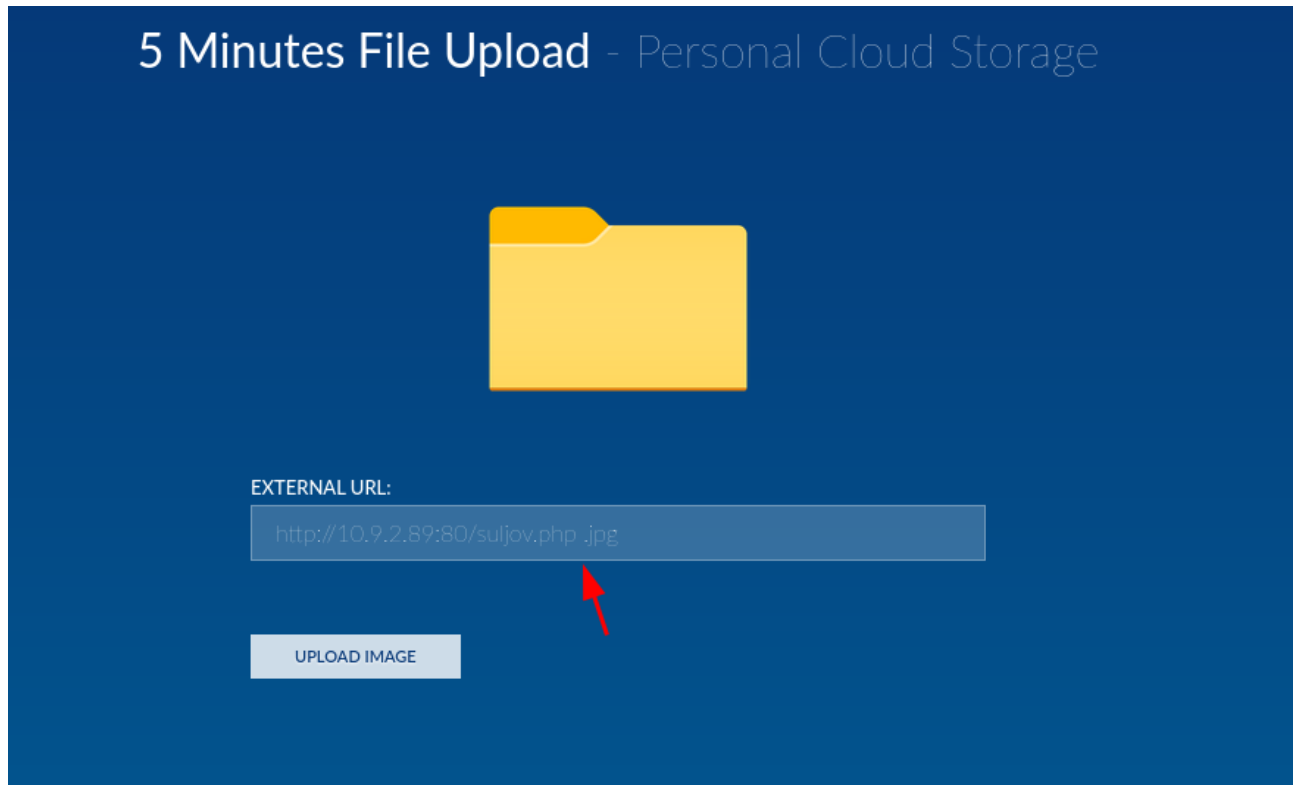 5 Minutes File Upload - Personal Cloud Storage
EXTERNAL URL:
http://10.9.2.89:80/suljov.php .jpg
UPLOAD IMAGE